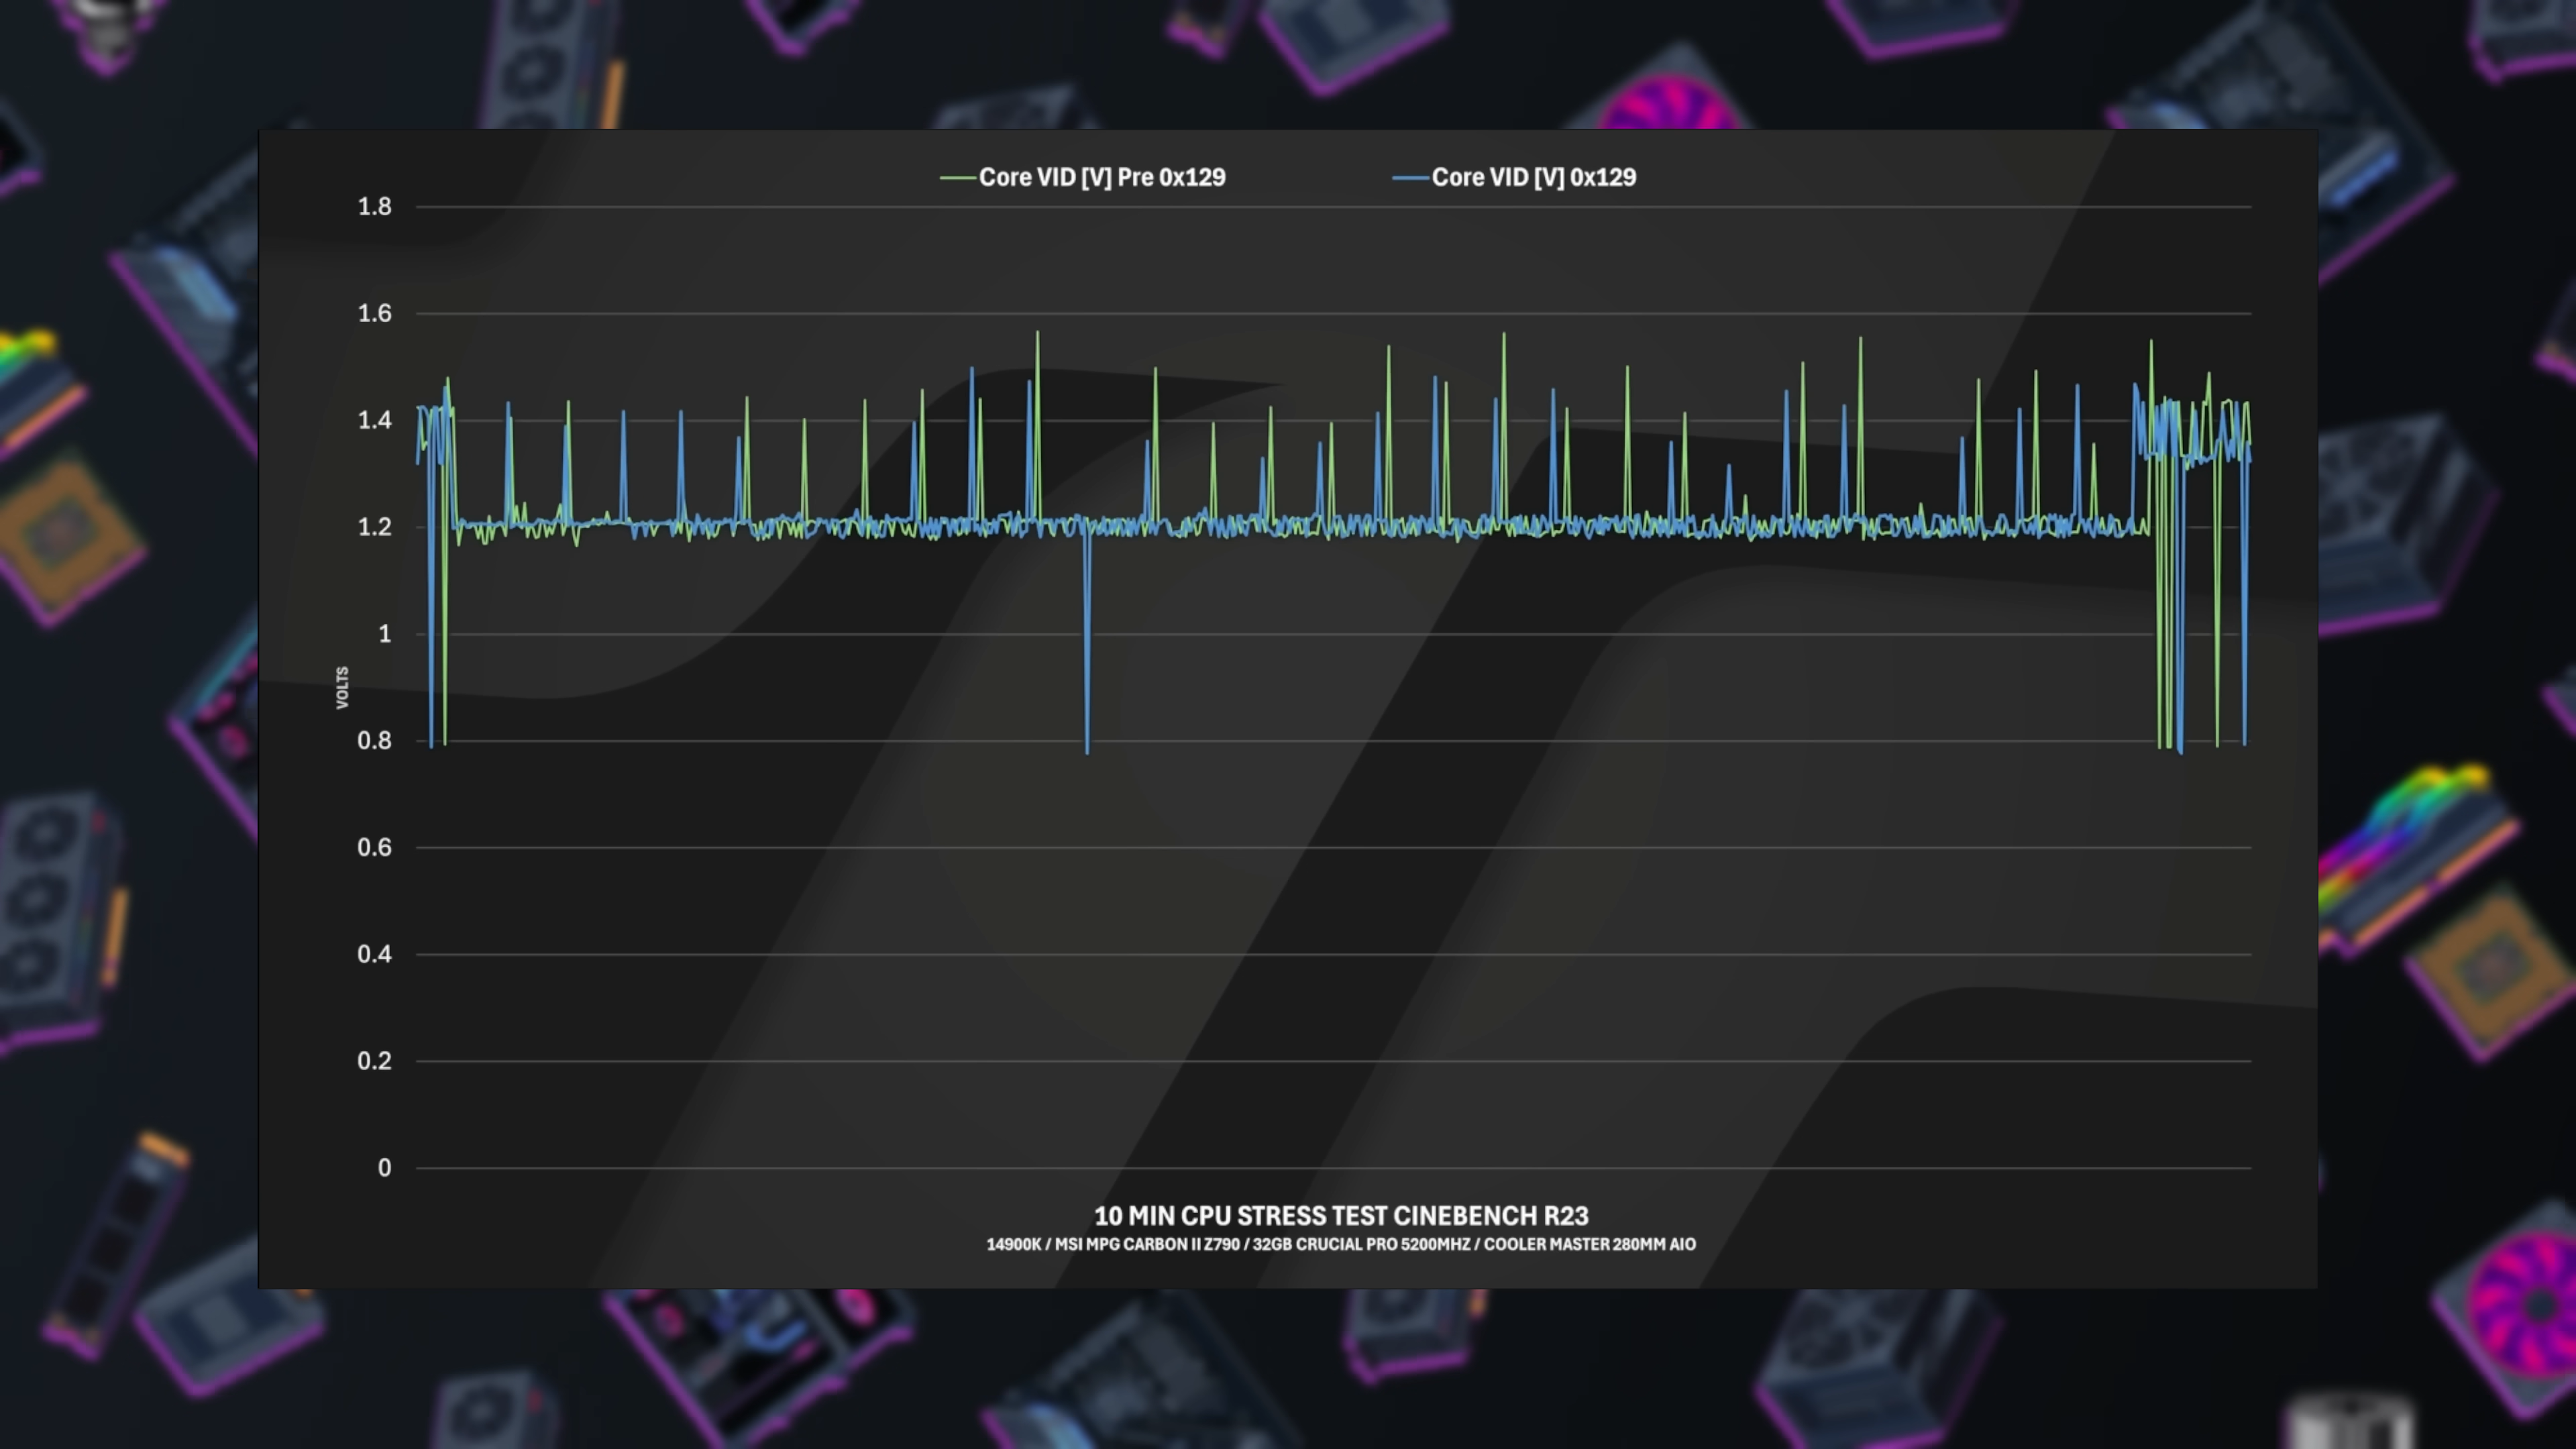 Core VID [V] Pre 0x129
Core VID [V] 0x129
1.8
1.6
1.4
1.2
1
0.8
0.6
0.4
0.2
0
VOLTS
10 MIN CPU STRESS TEST CINEBENCH R23
14900K / MSI MPG CARBON II Z790 / 32GB CRUCIAL PRO 5200MHZ / COOLER MASTER 280MM AIO